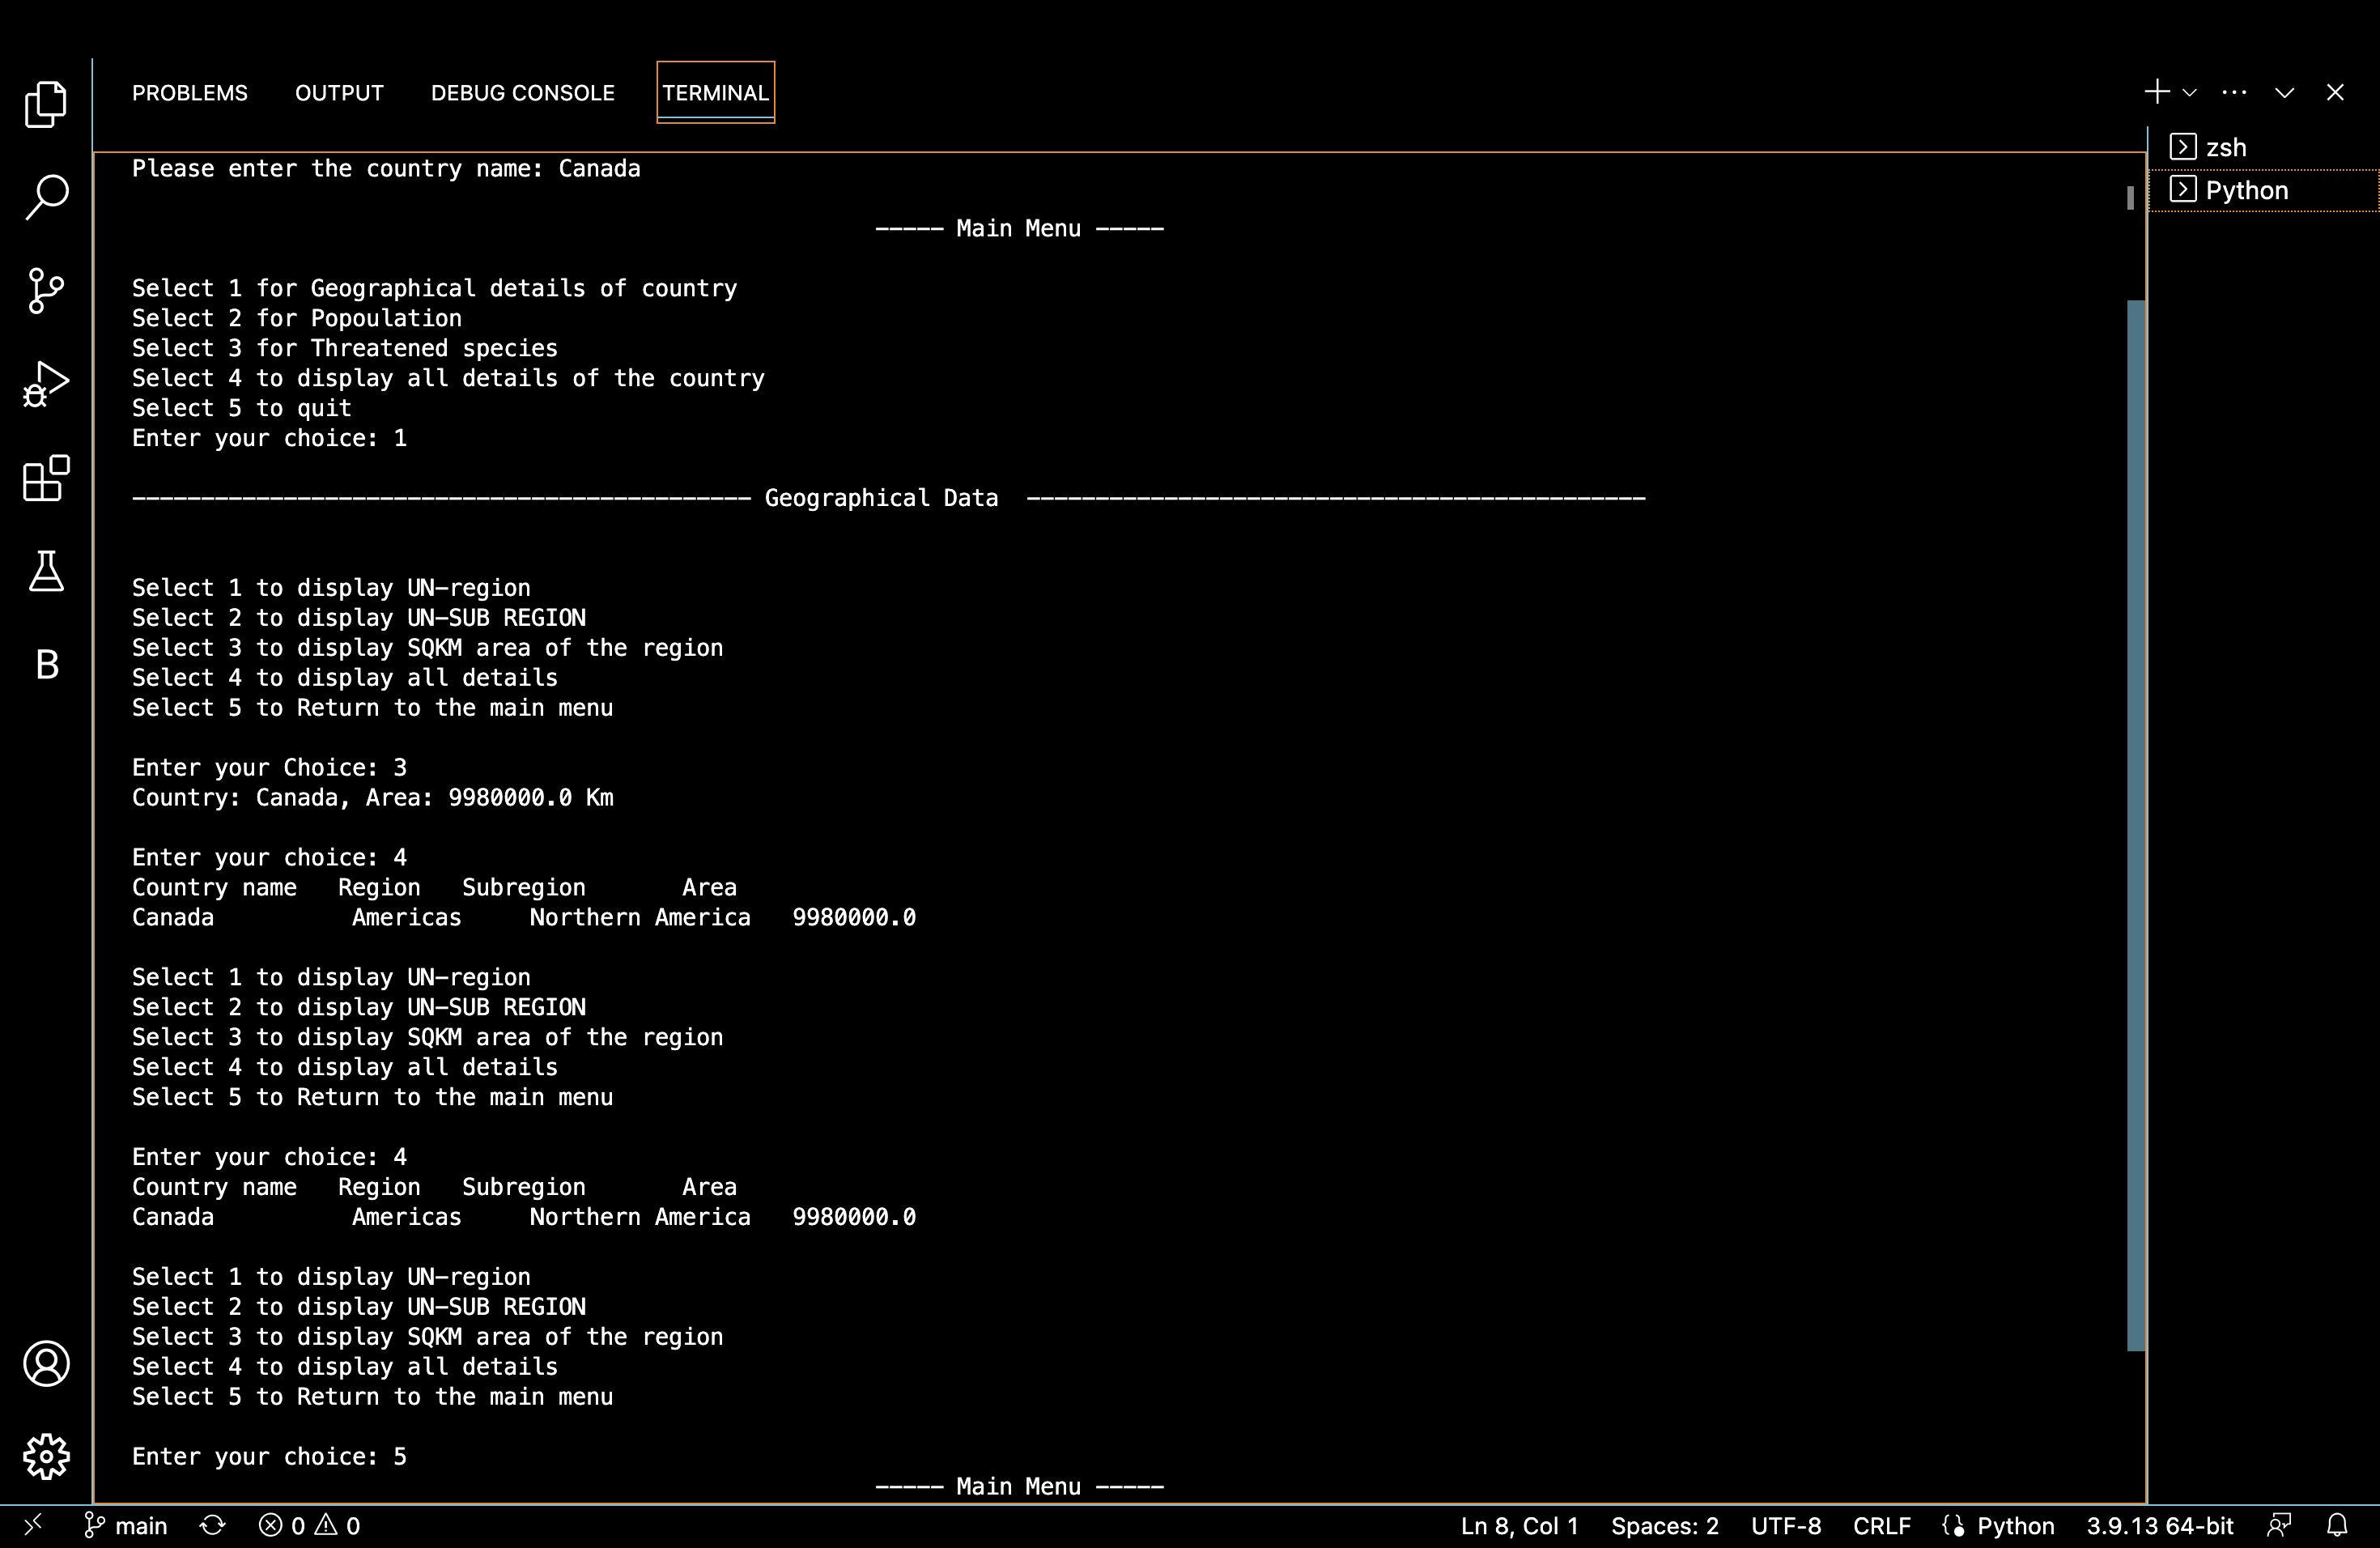 PROBLEMS OUTPUT DEBUG CONSOLE TERMINAL
zsh
Python
Please enter the country name: Canada
----- Main Menu -----
Select 1 for Geographical details of country
Select 2 for Popoulation
Select 3 for Threatened species
Select 4 to display all details of the country
Select 5 to quit
Enter your choice: 1
--------------------------------------------- Geographical Data  ---------------------------------------------
Select 1 to display UN-region
Select 2 to display UN-SUB REGION
Select 3 to display SQKM area of the region
Select 4 to display all details
Select 5 to Return to the main menu
Enter your Choice: 3
Country: Canada, Area: 9980000.0 Km
Enter your choice: 4
Country name   Region   Subregion       Area
Canada          Americas     Northern America   9980000.0
Select 1 to display UN-region
Select 2 to display UN-SUB REGION
Select 3 to display SQKM area of the region
Select 4 to display all details
Select 5 to Return to the main menu
Enter your choice: 4
Country name   Region   Subregion       Area
Canada          Americas     Northern America   9980000.0
Select 1 to display UN-region
Select 2 to display UN-SUB REGION
Select 3 to display SQKM area of the region
Select 4 to display all details
Select 5 to Return to the main menu
Enter your choice: 5
----- Main Menu -----
B
main 0 0 Ln 8, Col 1 Spaces: 2 UTF-8 CRLF Python 3.9.13 64-bit